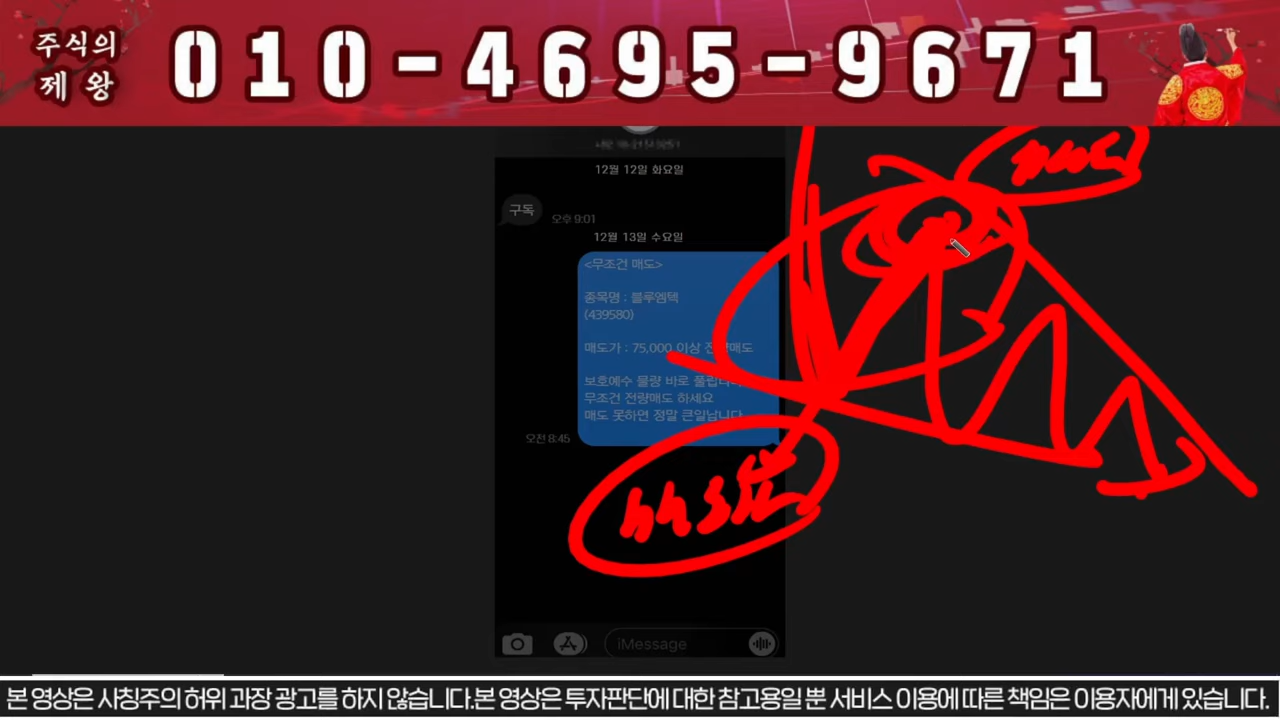 주식의
제왕
010-4695-9671
12월 12일 화요일
구독
오후 9:01
12월 13일 수요일
<무조건 매도>
종목명 : 블루엠텍
(439580)
매도가 : 75,000 이상 전량매도
보호예수 물량 바로 풀립니다
무조건 전량매도 하세요
매도 못하면 정말 큰일납니다
오전 8:45
iMessage
본 영상은 사칭주의 허위 과장 광고를 하지 않습니다.본 영상은 투자판단에 대한 참고용일 뿐 서비스 이용에 따른 책임은 이용자에게 있습니다.